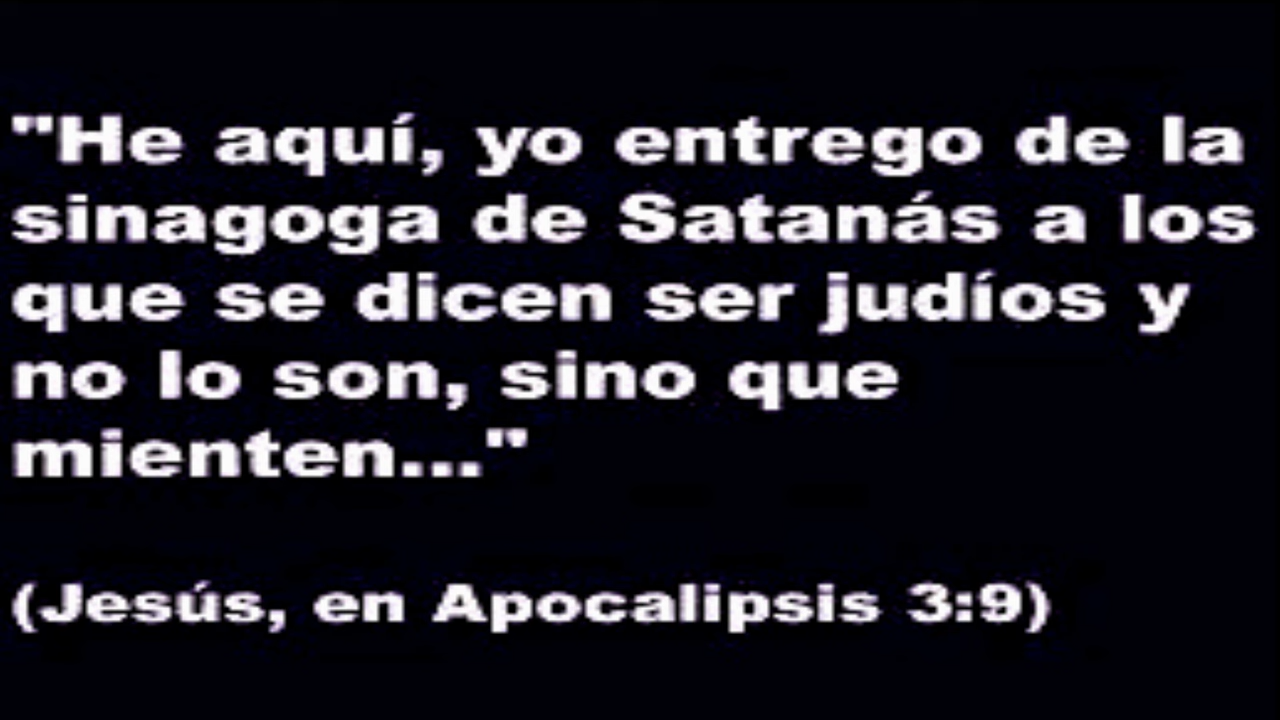 "He aquí, yo entrego de la
sinagoga de Satanás a los
que se dicen ser judíos y
no lo son, sino que
mienten..."
(Jesús, en Apocalipsis 3:9)